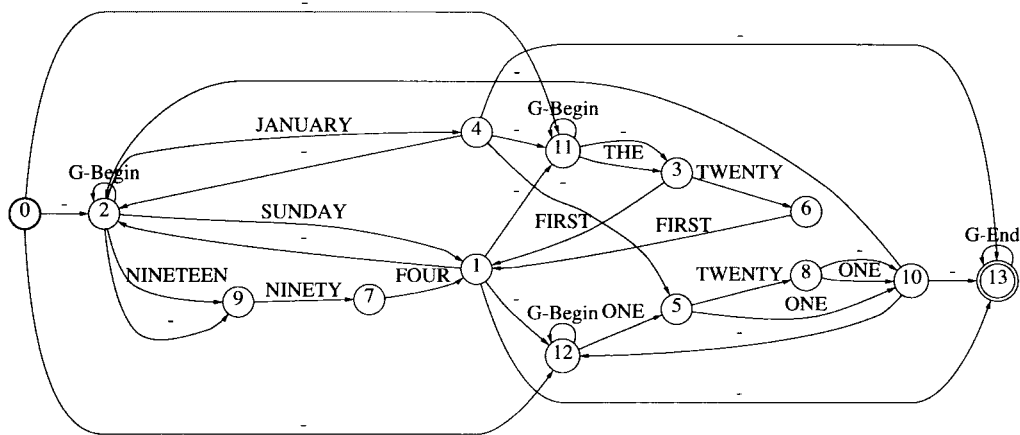 -
-
-
G-Begin
JANUARY
4
-
-
11
THE
3
TWENTY
G-Begin
-
6
0
-
2
SUNDAY
-
-
FIRST
FIRST
G-End
-
1
NINETEEN
NINETY
FOUR
9
7
-
-
G-Begin
ONE
5
TWENTY
8
-
ONE
10
-
13
ONE
12
-
-
-